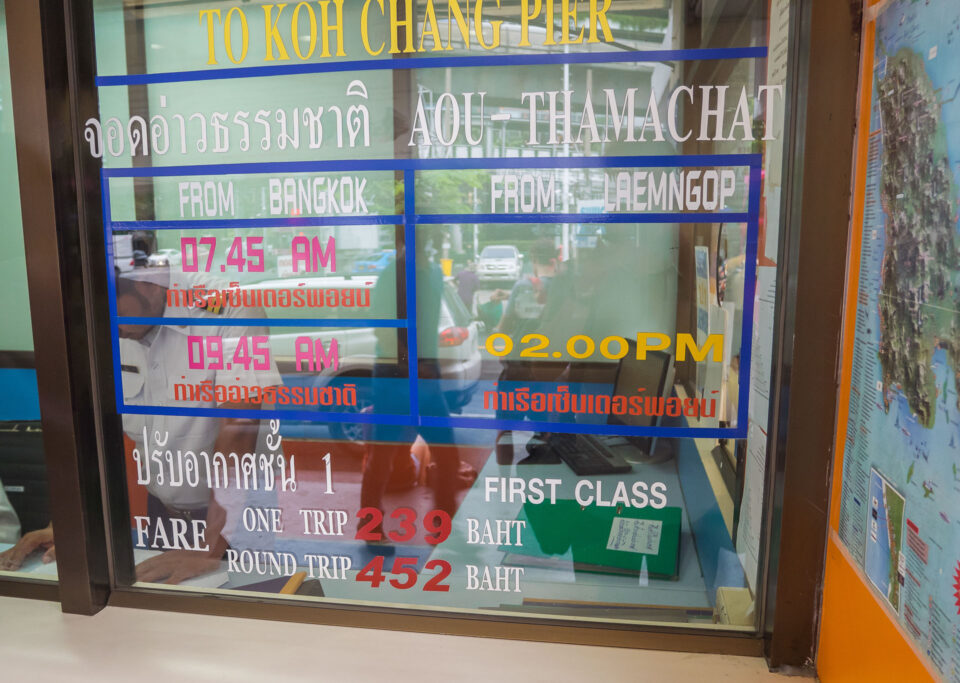 TO KOH CHANG PIER
จอดอ่าวธรรมชาติ AOU - THAMACHAT
FROM BANGKOK FROM LAEMNGOP
07.45 AM
ท่าเรือเซ็นเตอร์พอยน์
09.45 AM 02.00PM
ท่าเรืออ่าวธรรมชาติ ท่าเรือเซ็นเตอร์พอยน์
ปรับอากาศชั้น 1 FIRST CLASS
FARE ONE TRIP 239 BAHT
ROUND TRIP 452 BAHT